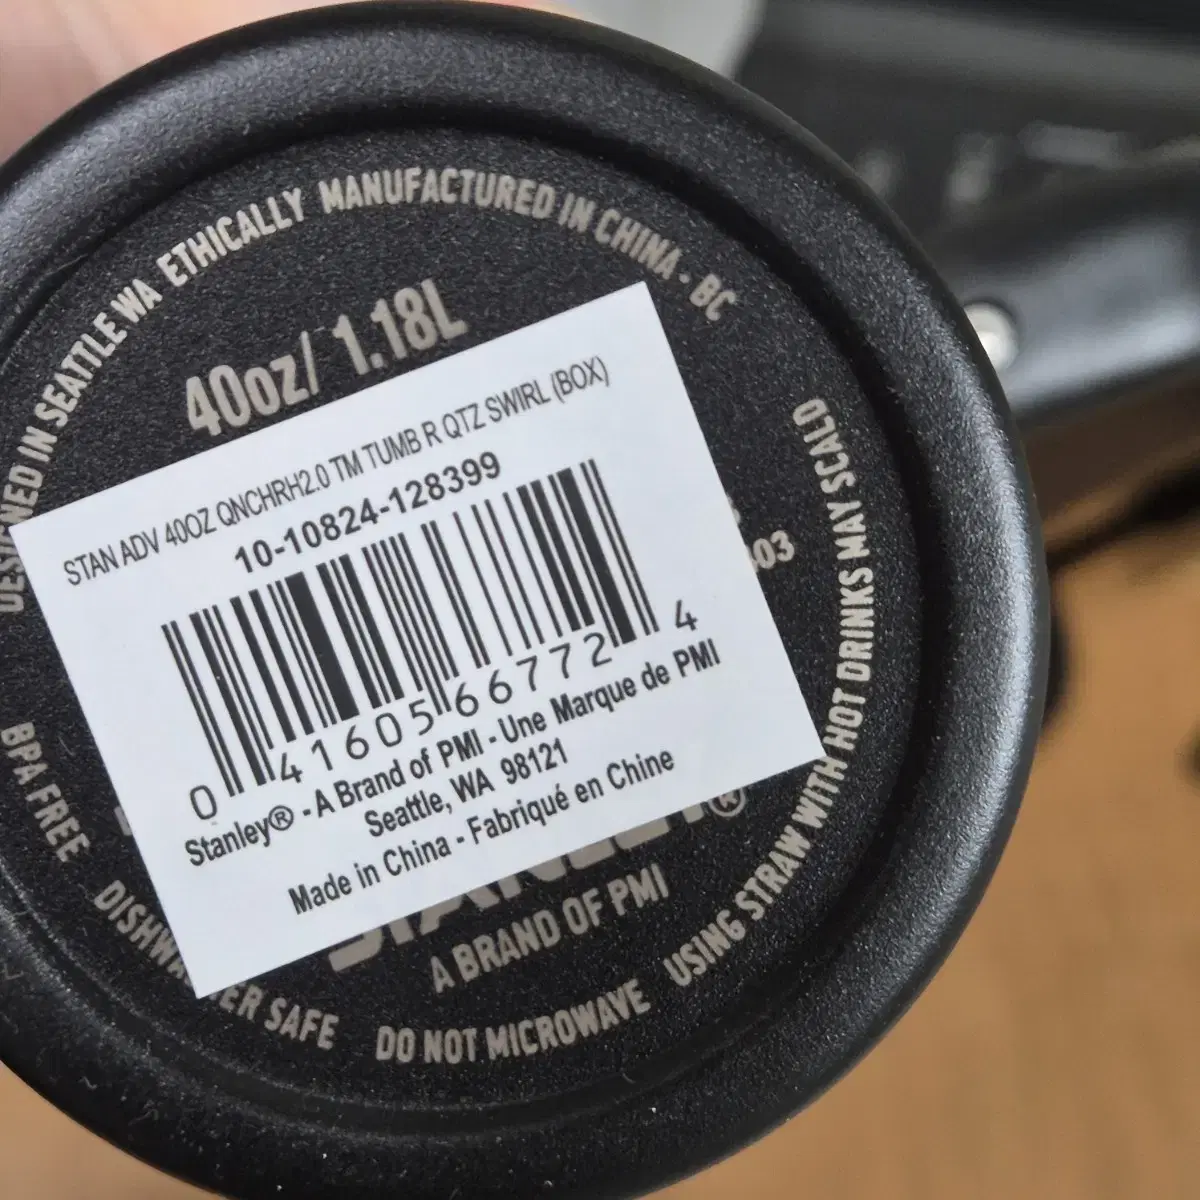 DESIGNED IN SEATTLE WA ETHICALLY MANUFACTURED IN CHINA - BC
40oz/ 1.18L
STAN ADV 40OZ QNCHRH2.0 TM TUMB R QTZ SWIRL (BOX)
10-10824-128399
0 41605 66772 4
Stanley® - A Brand of PMI - Une Marque de PMI
Seattle, WA 98121
Made in China - Fabriqué en Chine
A BRAND OF PMI
BPA FREE
DISHWASHER SAFE
DO NOT MICROWAVE
USING STRAW WITH HOT DRINKS MAY SCALD